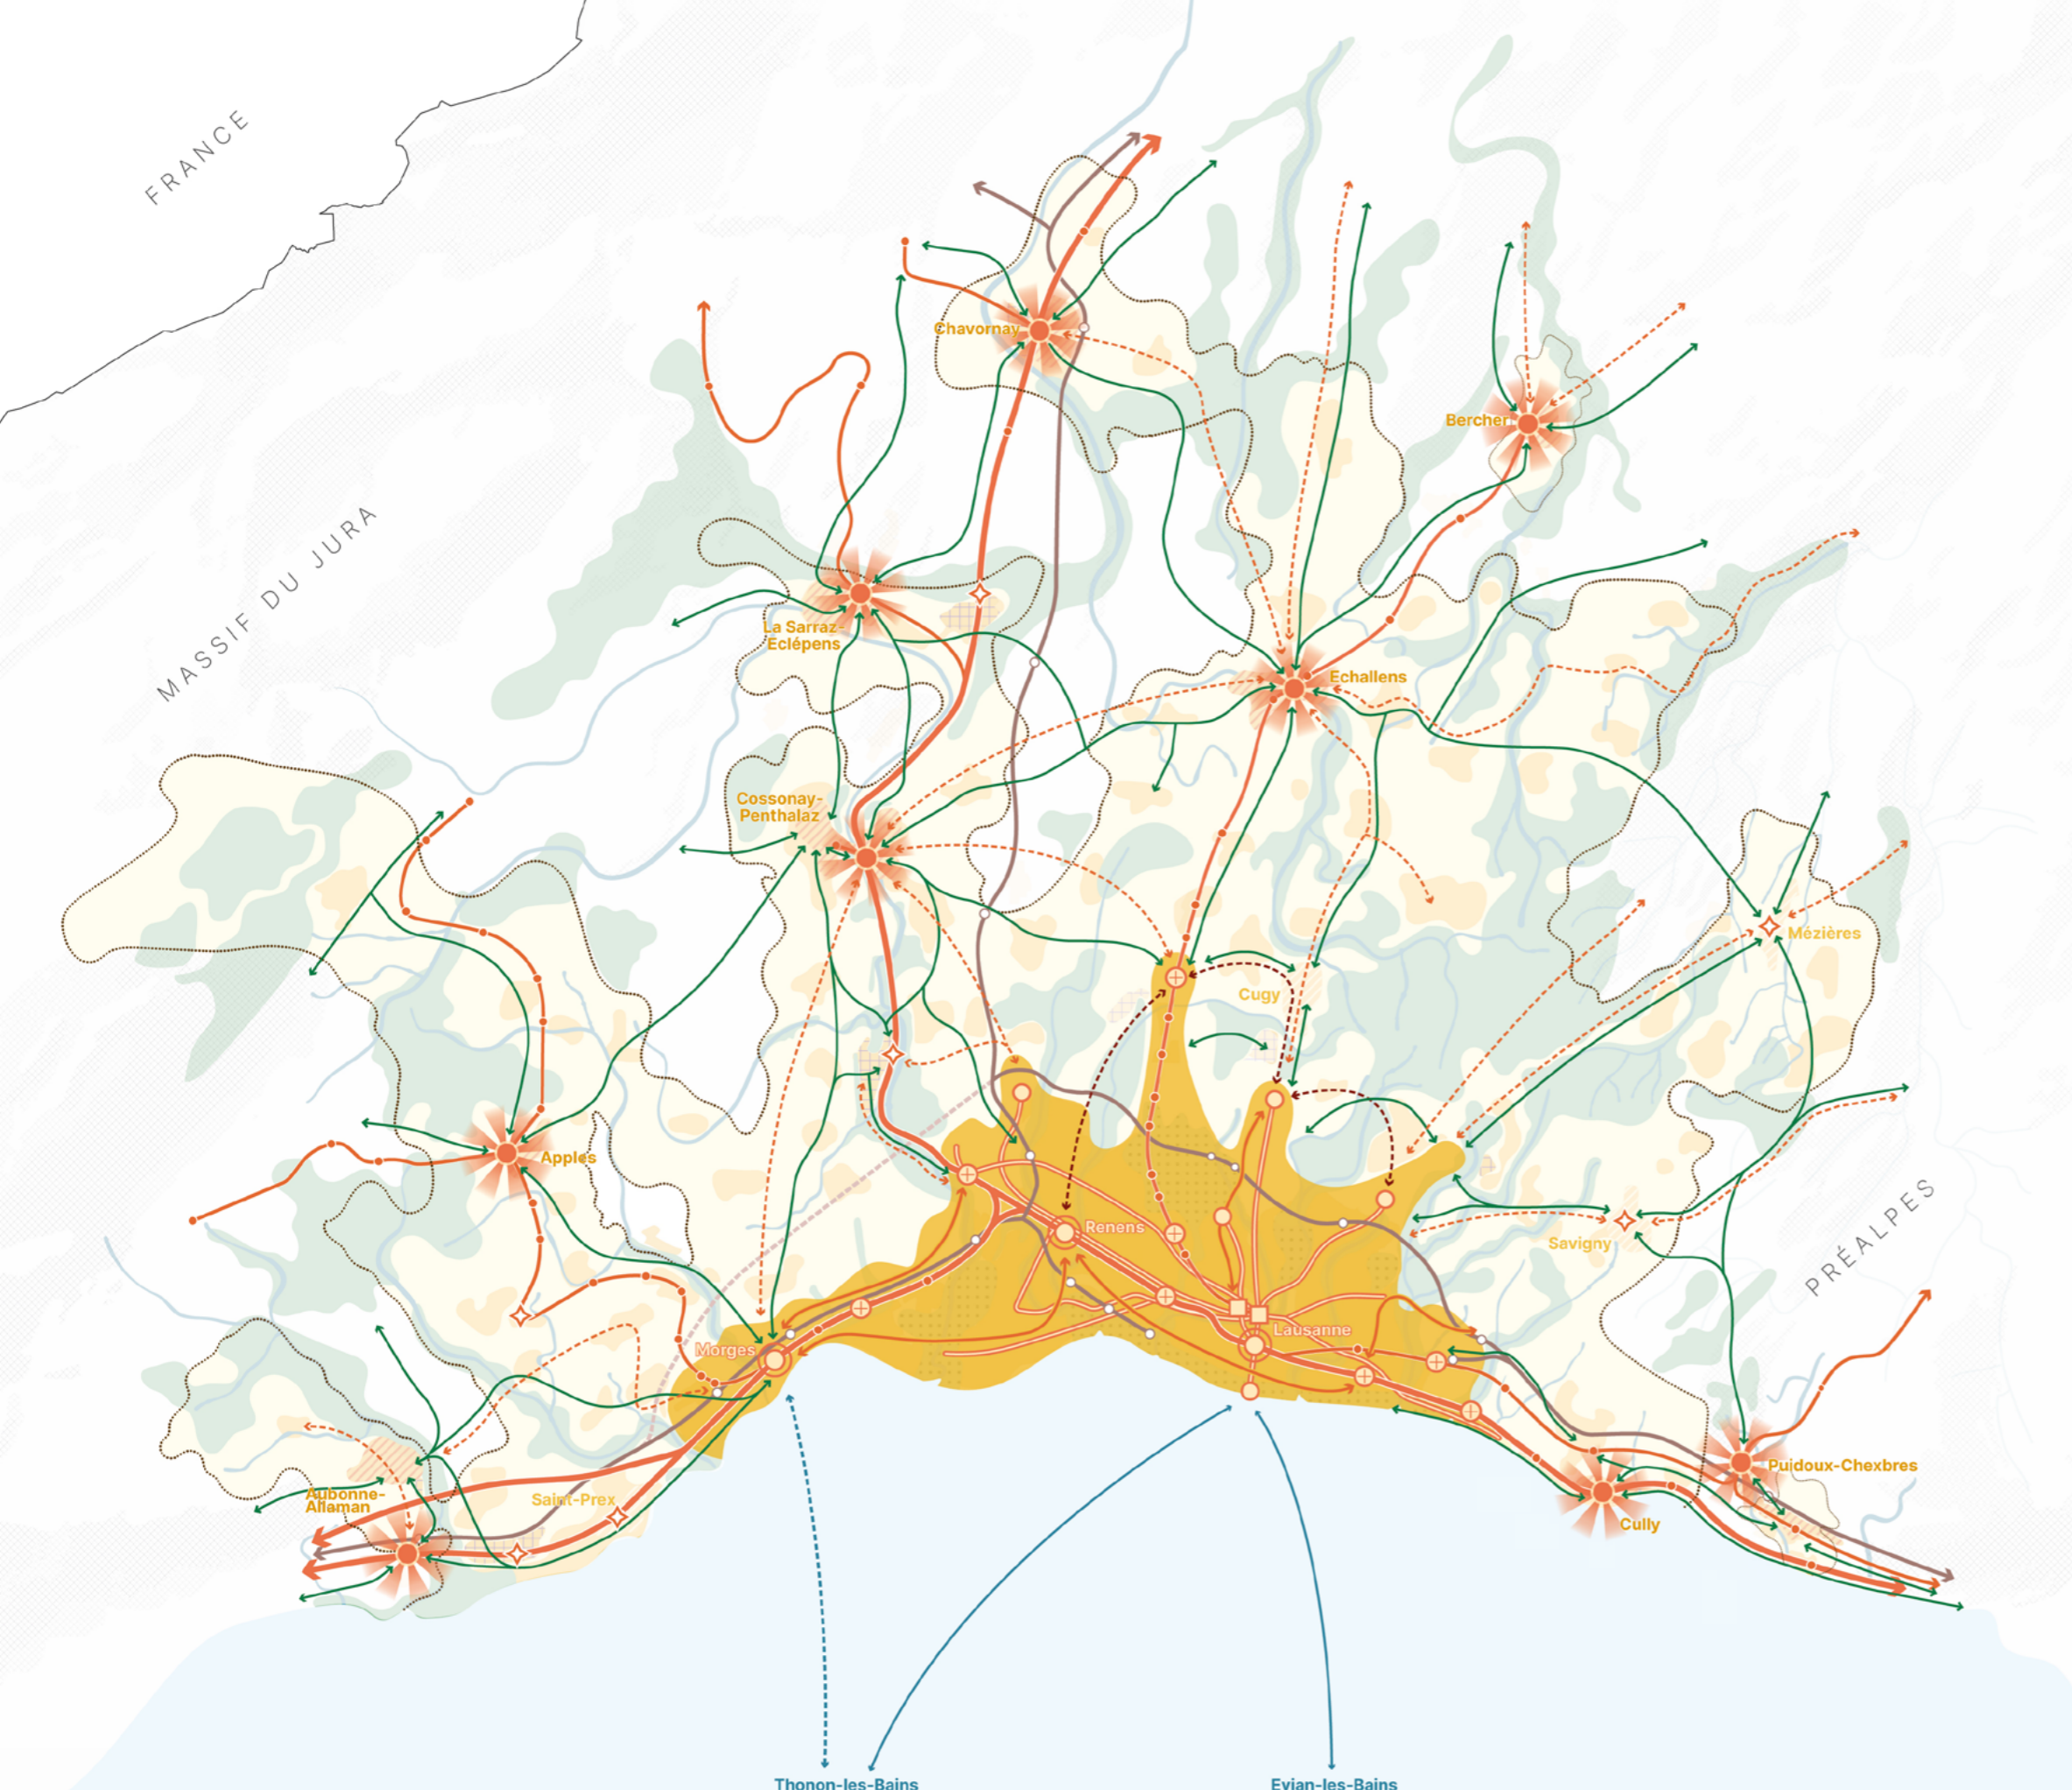 FRANCE
Chavornay
Bercher
MASSIF DU JURA
La Sarraz-
Eclépens
Echallens
Cossonay-
Penthalaz
Mézières
Cugy
Apples
Renens
Savigny
PRÉALPES
Lausanne
Morges
Puidoux-Chexbres
Aubonne-
Allaman
Saint-Prex
Cully
Thonon-les-Bains
Evian-les-Bains